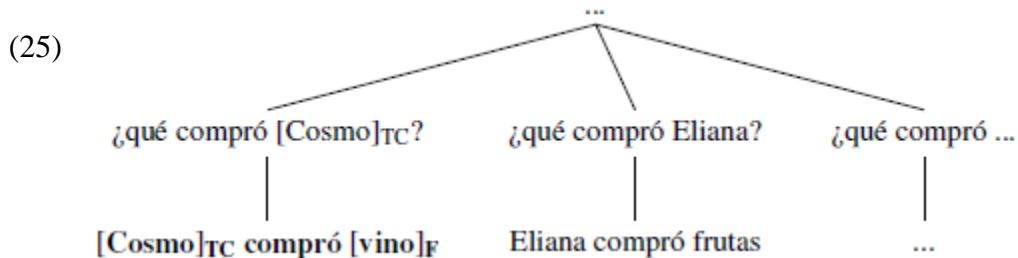 ...
(25)
¿qué compró [Cosmo]TC? ¿qué compró Eliana? ¿qué compró ...
[Cosmo]TC compró [vino]F Eliana compró frutas ...